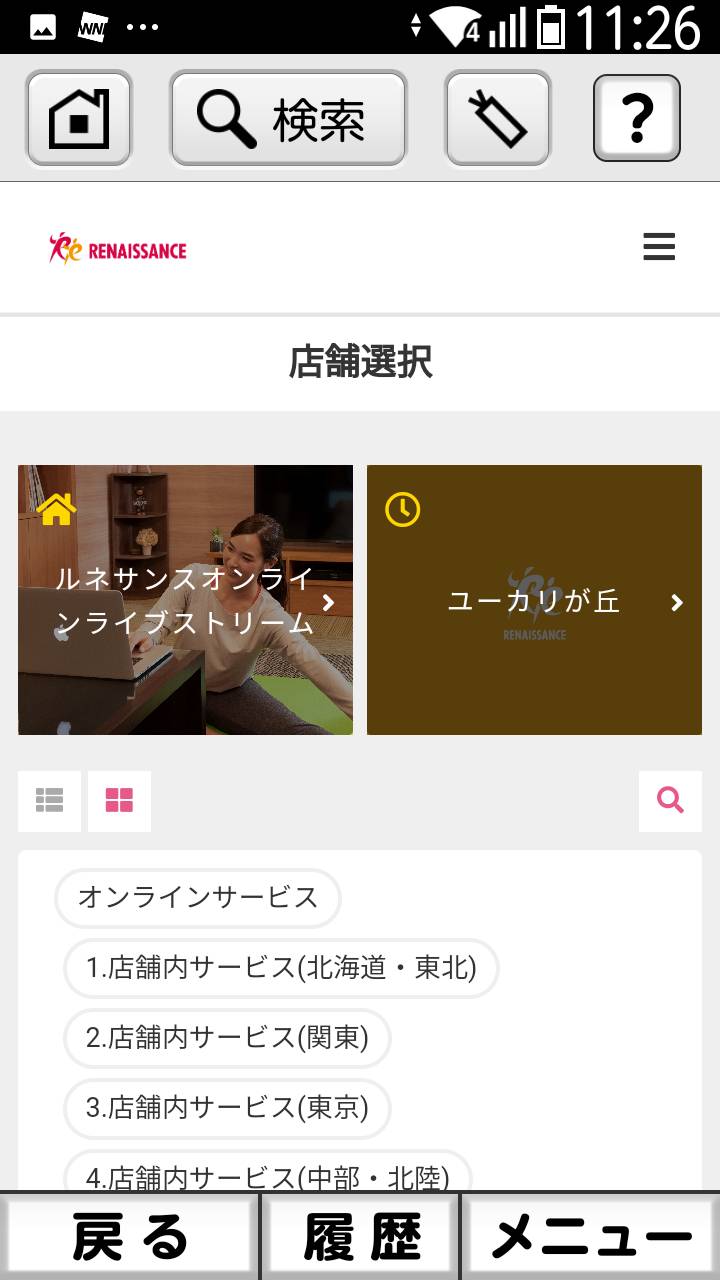 11:26
4
検索
?
RENAISSANCE
店舗選択
ルネサンスオンライ
ンライブストリーム
ユーカリが丘
RENAISSANCE
オンラインサービス
1.店舗内サービス(北海道・東北)
2.店舗内サービス(関東)
3.店舗内サービス(東京)
4.店舗内サービス(中部・北陸)
戻る
履歴
メニュー